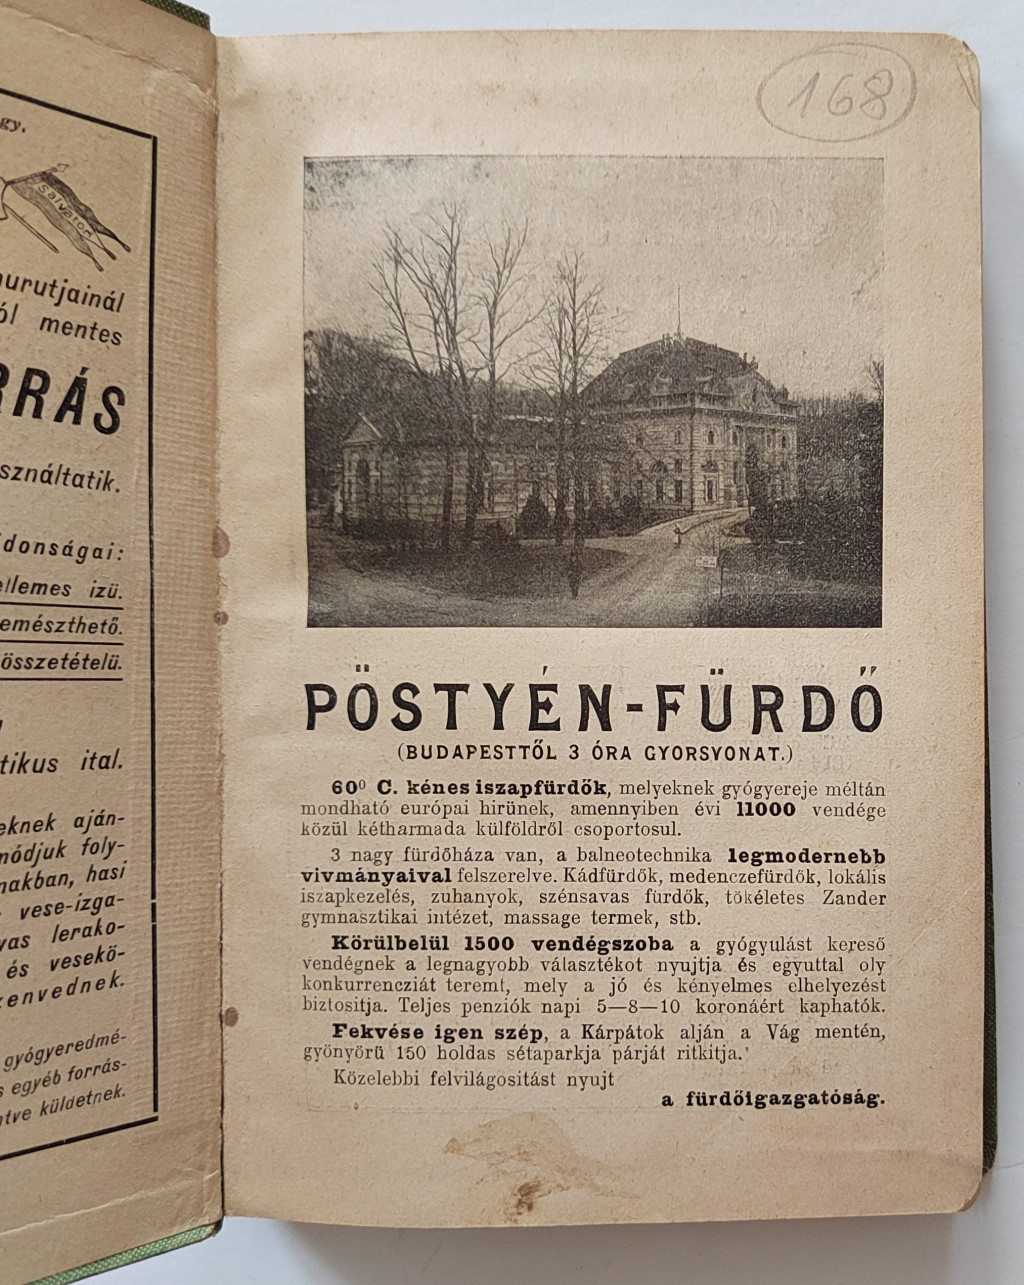 gy.
Salvator
urutjainál
ól mentes
RRÁS
sználtatik.
donságai:
ellemes izü.
emészthető.
összetételü.
tikus ital.
eknek aján-
módjuk foly-
nakban, hasi
vese-izga-
yas lerako-
és vesekö-
zenvednek.
gyógyeredmé-
s egyéb forrás-
ntve küldetnek.
168
PÖSTYÉN-FÜRDŐ
(BUDAPESTTŐL 3 ÓRA GYORSVONAT.)
60⁰ C. kénes iszapfürdők, melyeknek gyógyereje méltán
mondható európai hirünek, amennyiben évi 11000 vendége
közül kétharmada külföldről csoportosul.
3 nagy fürdőháza van, a balneotechnika legmodernebb
vivmányaival felszerelve. Kádfürdők, medenczefürdők, lokális
iszapkezelés, zuhanyok, szénsavas fürdők, tökéletes Zander
gymnasztikai intézet, massage termek, stb.
Körülbelül 1500 vendégszoba a gyógyulást kereső
vendégnek a legnagyobb választékot nyujtja és egyuttal oly
konkurrencziát teremt, mely a jó és kényelmes elhelyezést
biztositja. Teljes penziók napi 5—8—10 koronáért kaphatók.
Fekvése igen szép, a Kárpátok alján a Vág mentén,
gyönyörü 150 holdas sétaparkja párját ritkitja.
Közelebbi felvilágositást nyujt
a fürdőigazgatóság.